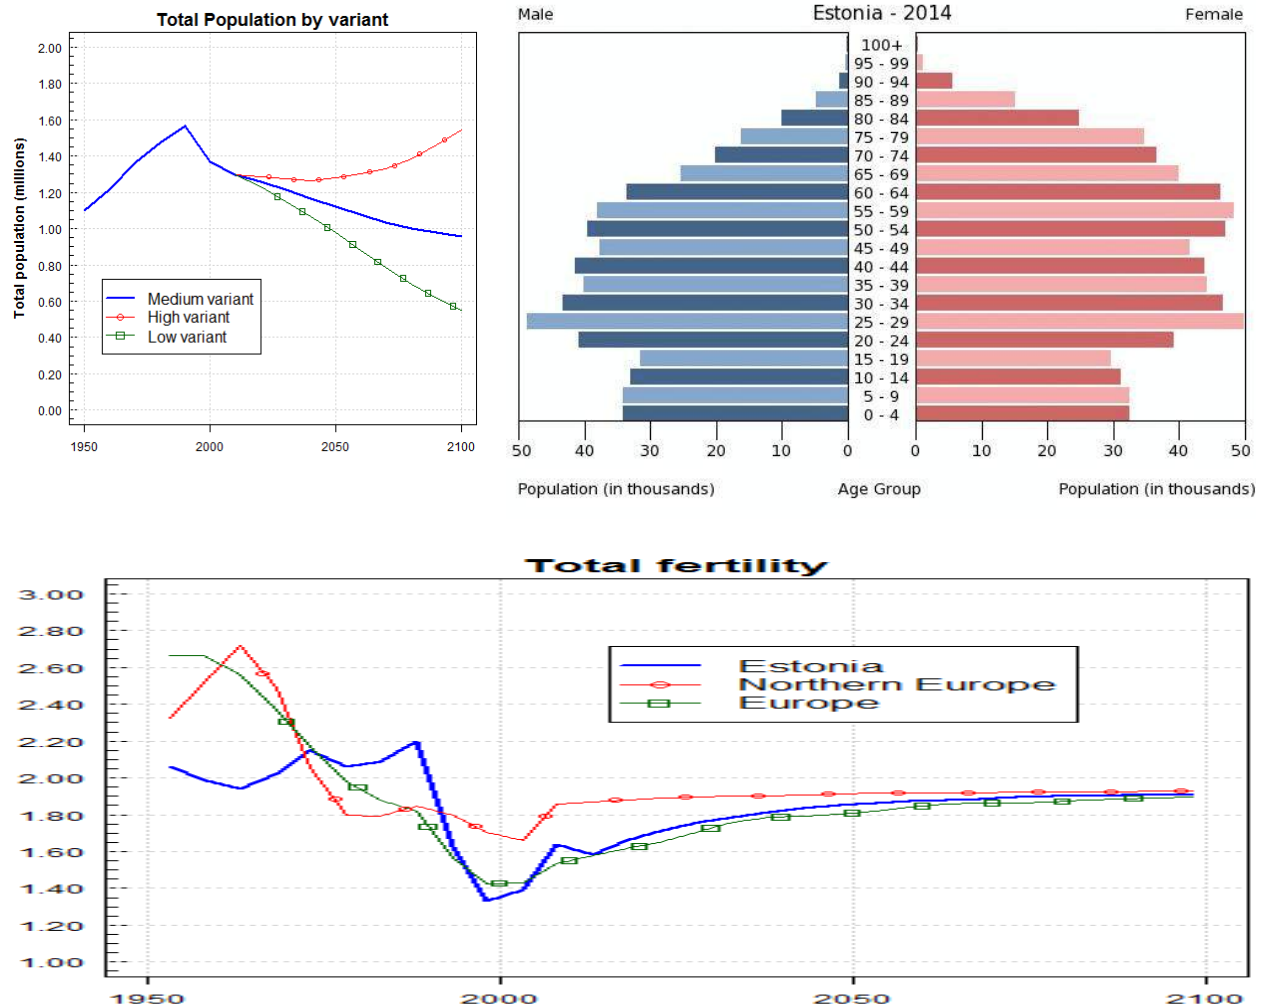 Total Population by variant
Total population (millions)
2.00
1.80
1.60
1.40
1.20
1.00
0.80
0.60
0.40
0.20
0.00
Medium variant
High variant
Low variant
1950 2000 2050 2100
Male Estonia - 2014 Female
100+
95 - 99
90 - 94
85 - 89
80 - 84
75 - 79
70 - 74
65 - 69
60 - 64
55 - 59
50 - 54
45 - 49
40 - 44
35 - 39
30 - 34
25 - 29
20 - 24
15 - 19
10 - 14
5 - 9
0 - 4
50 40 30 20 10 0 0 10 20 30 40 50
Population (in thousands) Age Group Population (in thousands)
Total fertility
3.00
2.80
2.60
2.40
2.20
2.00
1.80
1.60
1.40
1.20
1.00
Estonia
Northern Europe
Europe
1950 2000 2050 2100